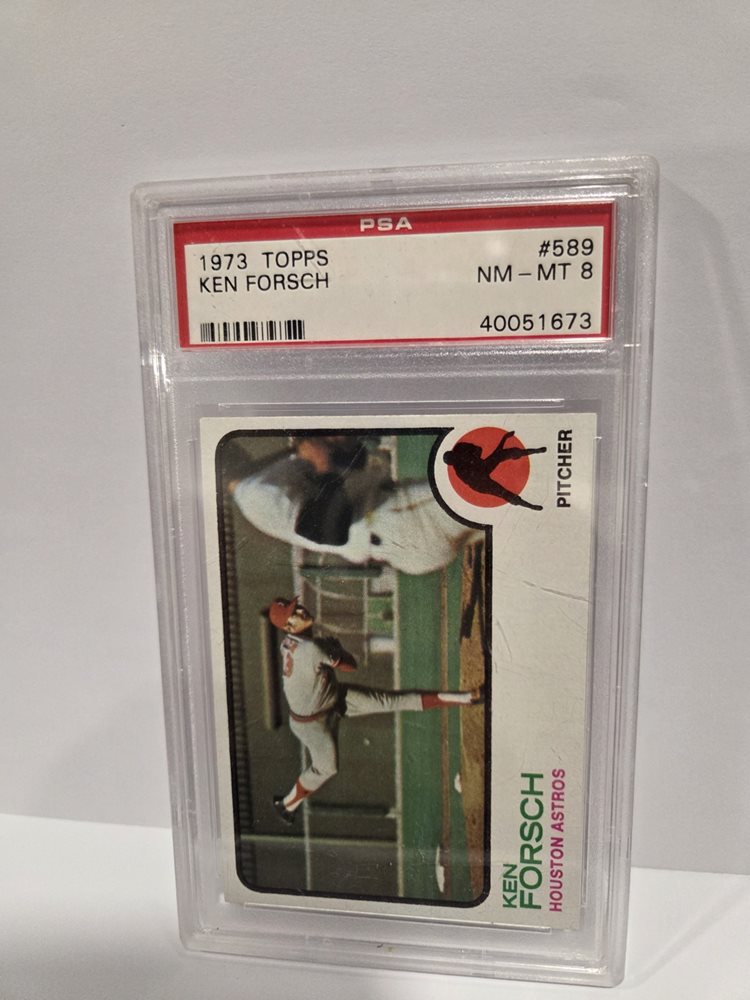 PSA
1973 TOPPS
#589
KEN FORSCH
NM - MT 8
40051673
PITCHER
KEN
FORSCH
HOUSTON ASTROS